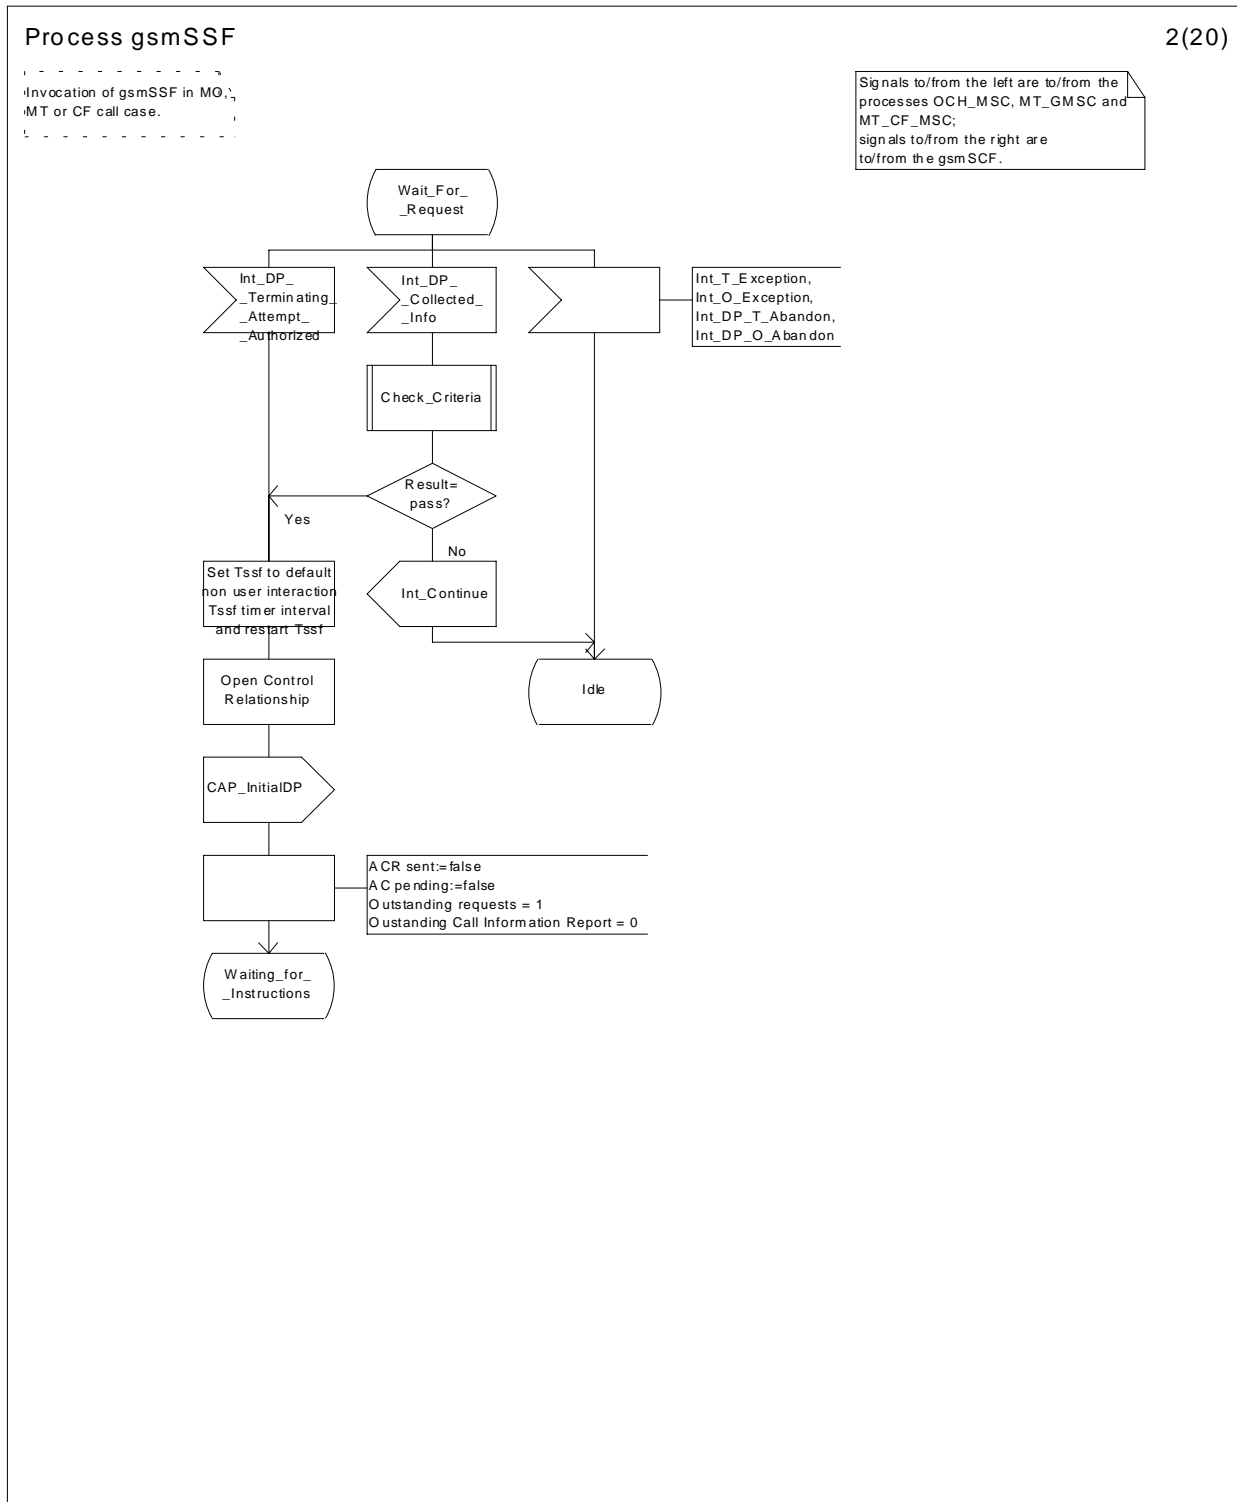 Process gsmSSF
2(20)
Invocation of gsmSSF in MO,
MT or CF call case.
Signals to/from the left are to/from the
processes OCH_MSC, MT_GMSC and
MT_CF_MSC;
signals to/from the right are
to/from the gsmSCF.
Wait_For_
_Request
Int_DP_
_Terminating_
_Attempt_
_Authorized
Int_DP_
_Collected_
_Info
Int_T_Exception,
Int_O_Exception,
Int_DP_T_Abandon,
Int_DP_O_Abandon
Check_Criteria
Result=
pass?
Yes
No
Set Tssf to default
non user interaction
Tssf timer interval
and restart Tssf
Int_Continue
Open Control
Relationship
Idle
CAP_InitialDP
ACR sent:=false
AC pending:=false
Outstanding requests = 1
Oustanding Call Information Report = 0
Waiting_for_
_Instructions